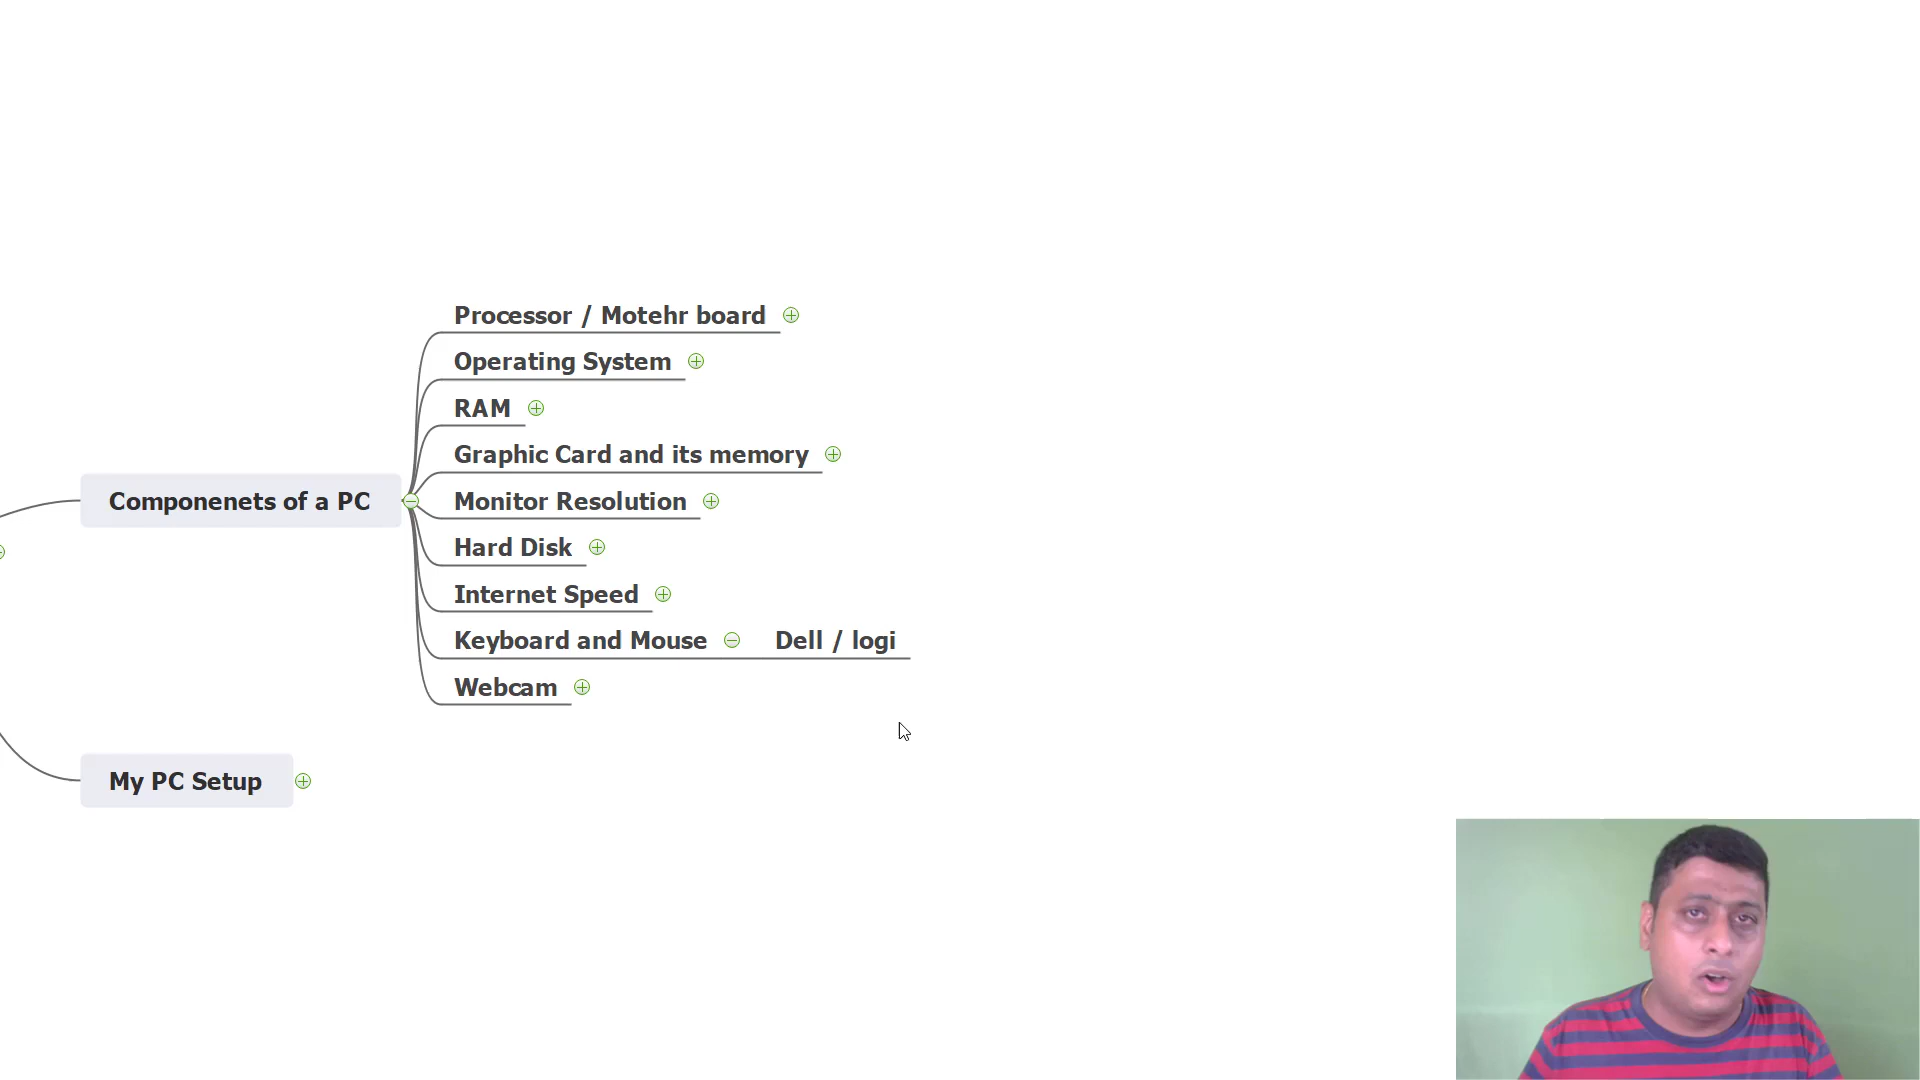 Processor / Motehr board
Operating System
RAM
Graphic Card and its memory
Componenets of a PC
Monitor Resolution
Hard Disk
Internet Speed
Keyboard and Mouse
Dell / logi
Webcam
My PC Setup